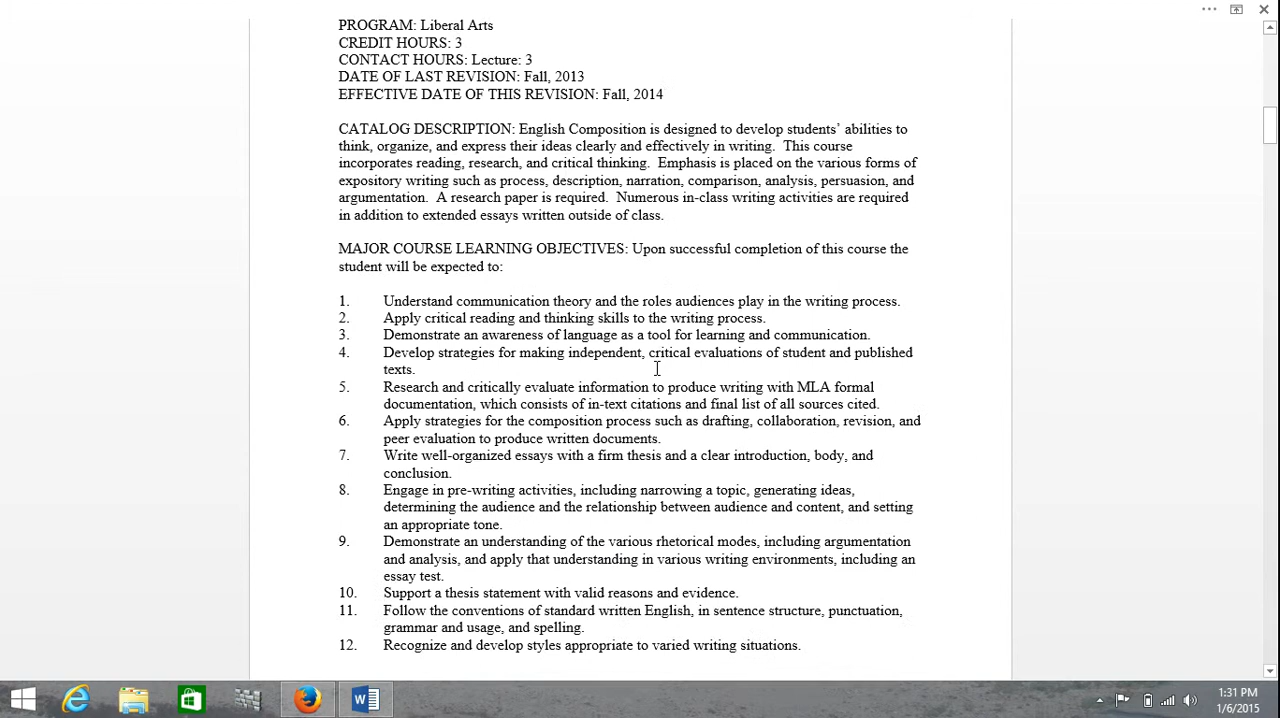 PROGRAM: Liberal Arts
CREDIT HOURS: 3
CONTACT HOURS: Lecture: 3
DATE OF LAST REVISION: Fall, 2013
EFFECTIVE DATE OF THIS REVISION: Fall, 2014
CATALOG DESCRIPTION: English Composition is designed to develop students' abilities to
think, organize, and express their ideas clearly and effectively in writing.  This course
incorporates reading, research, and critical thinking.  Emphasis is placed on the various forms of
expository writing such as process, description, narration, comparison, analysis, persuasion, and
argumentation.  A research paper is required.  Numerous in-class writing activities are required
in addition to extended essays written outside of class.
MAJOR COURSE LEARNING OBJECTIVES: Upon successful completion of this course the
student will be expected to:
1. Understand communication theory and the roles audiences play in the writing process.
2. Apply critical reading and thinking skills to the writing process.
3. Demonstrate an awareness of language as a tool for learning and communication.
4. Develop strategies for making independent, critical evaluations of student and published
texts.
5. Research and critically evaluate information to produce writing with MLA formal
documentation, which consists of in-text citations and final list of all sources cited.
6. Apply strategies for the composition process such as drafting, collaboration, revision, and
peer evaluation to produce written documents.
7. Write well-organized essays with a firm thesis and a clear introduction, body, and
conclusion.
8. Engage in pre-writing activities, including narrowing a topic, generating ideas,
determining the audience and the relationship between audience and content, and setting
an appropriate tone.
9. Demonstrate an understanding of the various rhetorical modes, including argumentation
and analysis, and apply that understanding in various writing environments, including an
essay test.
10. Support a thesis statement with valid reasons and evidence.
11. Follow the conventions of standard written English, in sentence structure, punctuation,
grammar and usage, and spelling.
12. Recognize and develop styles appropriate to varied writing situations.
1:31 PM
1/6/2015